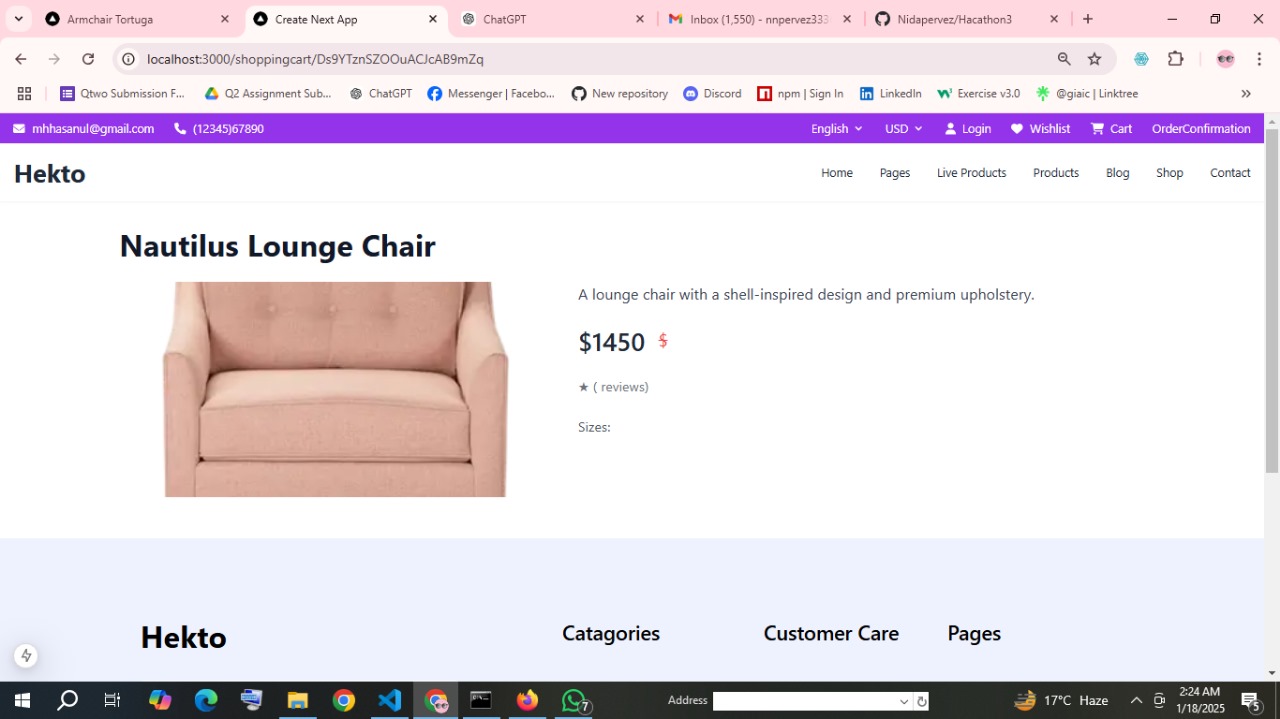 Armchair Tortuga
Create Next App
ChatGPT
Inbox (1,550) - nnpervez333
Nidapervez/Hacathon3
localhost:3000/shoppingcart/Ds9YTznSZOOuACJcAB9mZq
Qtwo Submission F...
Q2 Assignment Sub...
ChatGPT
Messenger | Facebo...
New repository
Discord
npm | Sign In
LinkedIn
Exercise v3.0
@giaic | Linktree
mhhasanul@gmail.com
(12345)67890
English
USD
Login
Wishlist
Cart
OrderConfirmation
Hekto
Home
Pages
Live Products
Products
Blog
Shop
Contact
Nautilus Lounge Chair
A lounge chair with a shell-inspired design and premium upholstery.
$1450 $
★ ( reviews)
Sizes:
Hekto
Catagories
Customer Care
Pages
Address
17°C Haze
2:24 AM
1/18/2025
7
5